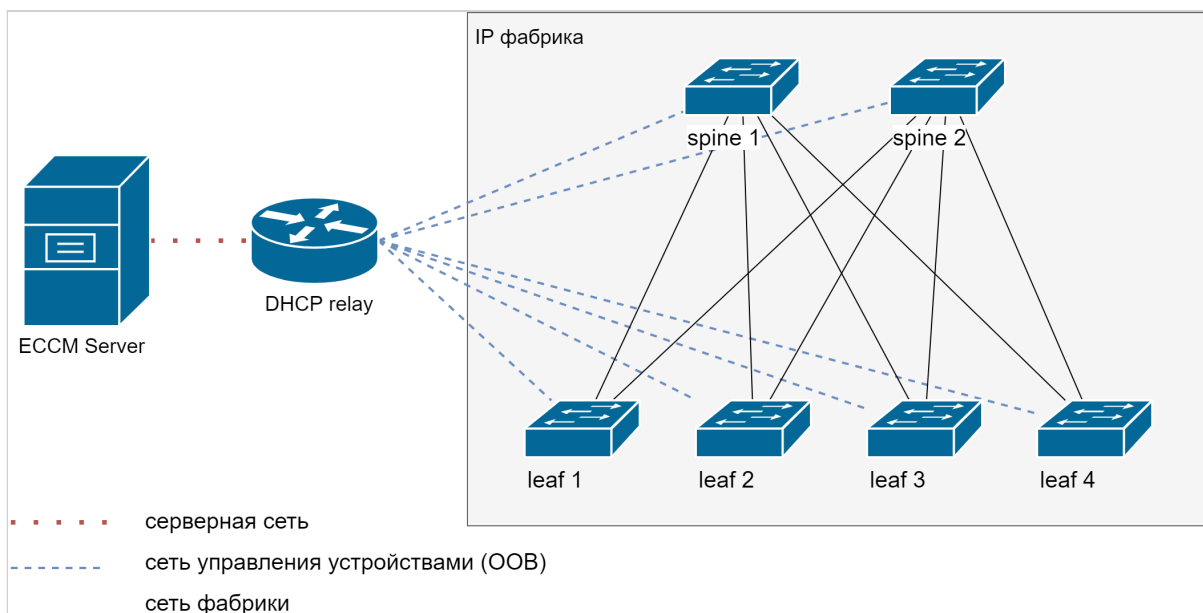 IP фабрика
spine 1
spine 2
ECCM Server
DHCP relay
leaf 1
leaf 2
leaf 3
leaf 4
серверная сеть
сеть управления устройствами (OOB)
сеть фабрики